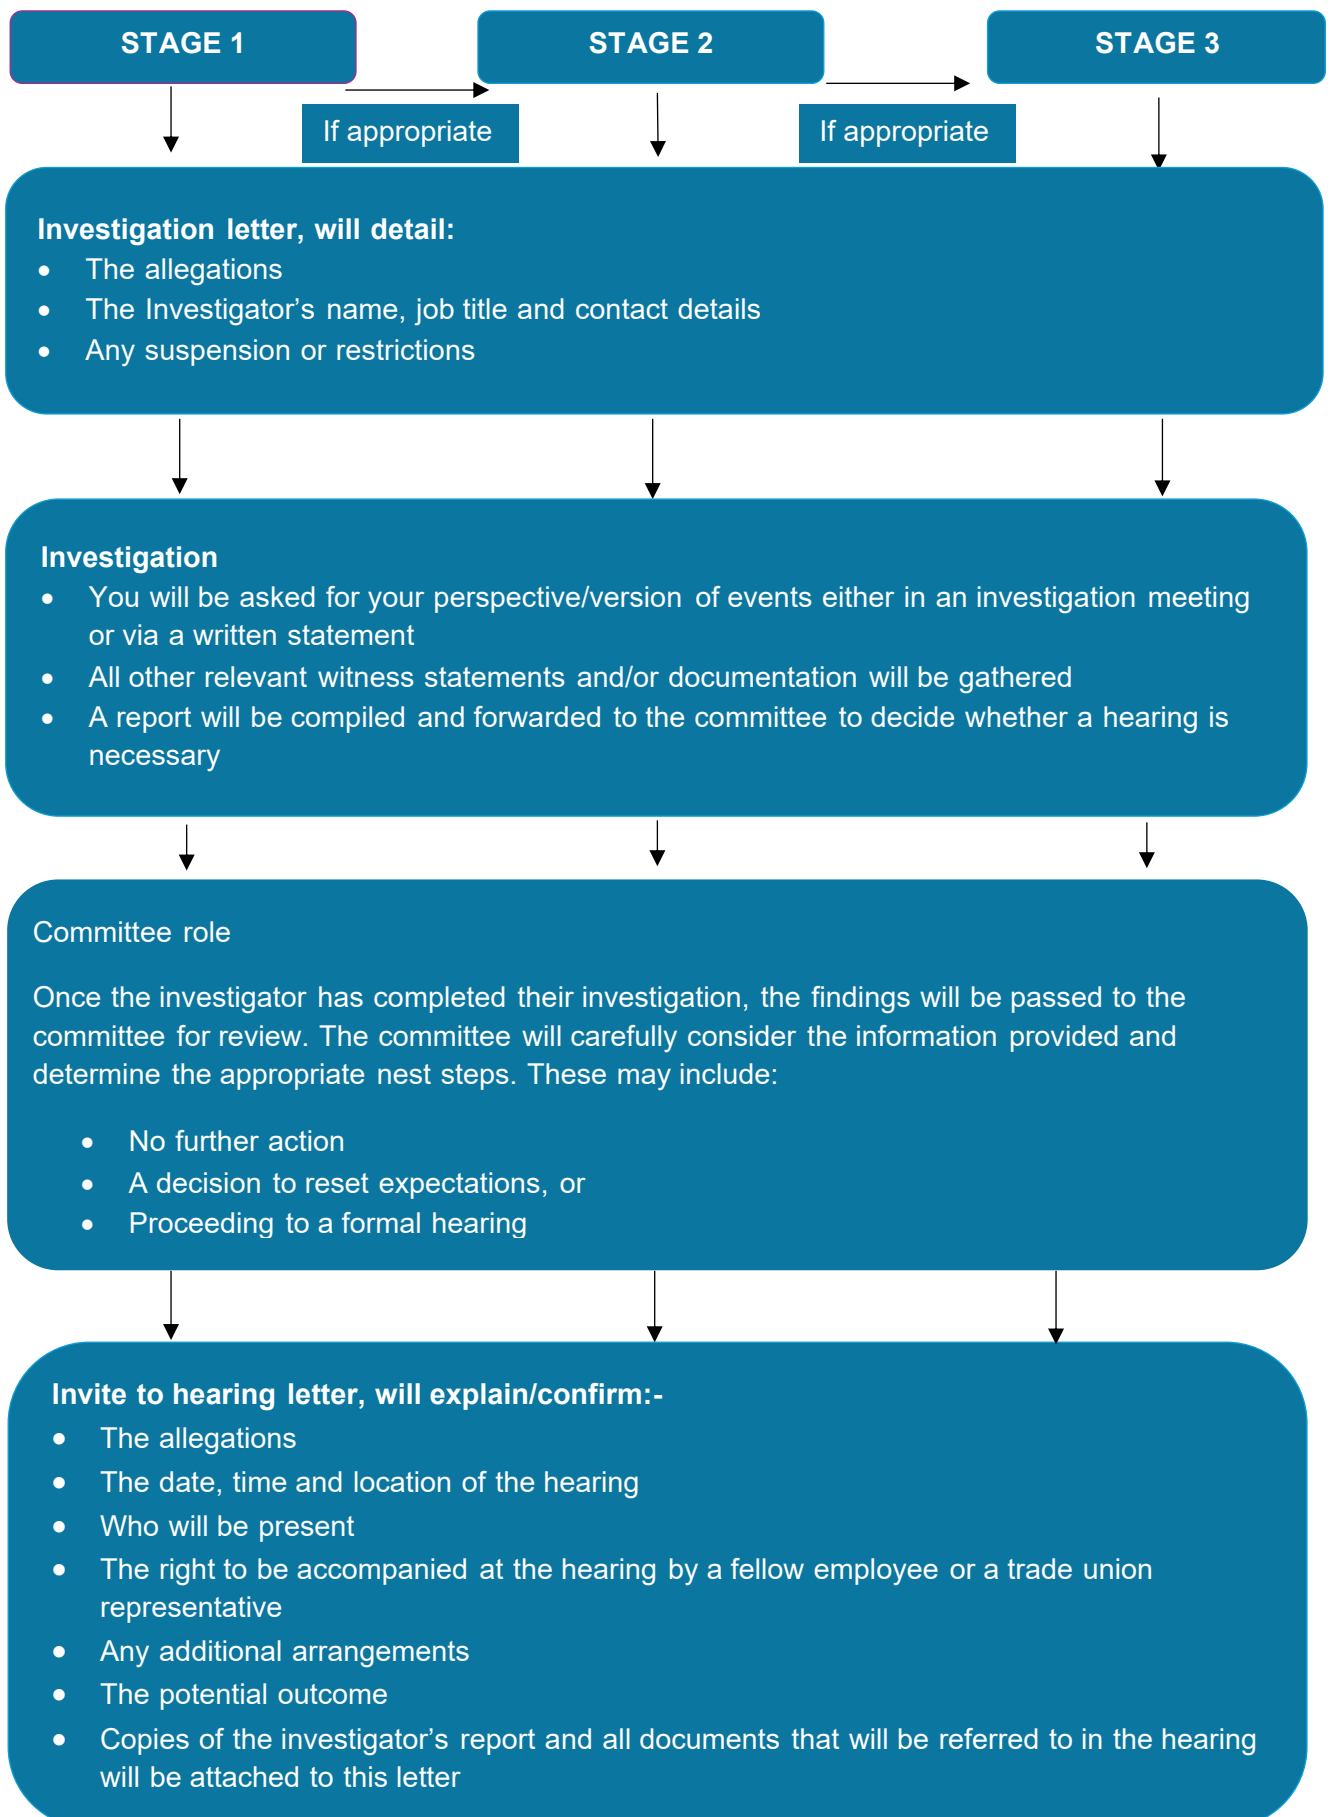 STAGE 1
STAGE 2
STAGE 3
If appropriate
If appropriate
Investigation letter, will detail:
• The allegations
• The Investigator’s name, job title and contact details
• Any suspension or restrictions
Investigation
• You will be asked for your perspective/version of events either in an investigation meeting
or via a written statement
• All other relevant witness statements and/or documentation will be gathered
• A report will be compiled and forwarded to the committee to decide whether a hearing is
necessary
Committee role
Once the investigator has completed their investigation, the findings will be passed to the
committee for review. The committee will carefully consider the information provided and
determine the appropriate nest steps. These may include:
• No further action
• A decision to reset expectations, or
• Proceeding to a formal hearing
Invite to hearing letter, will explain/confirm:-
• The allegations
• The date, time and location of the hearing
• Who will be present
• The right to be accompanied at the hearing by a fellow employee or a trade union
representative
• Any additional arrangements
• The potential outcome
• Copies of the investigator’s report and all documents that will be referred to in the hearing
will be attached to this letter